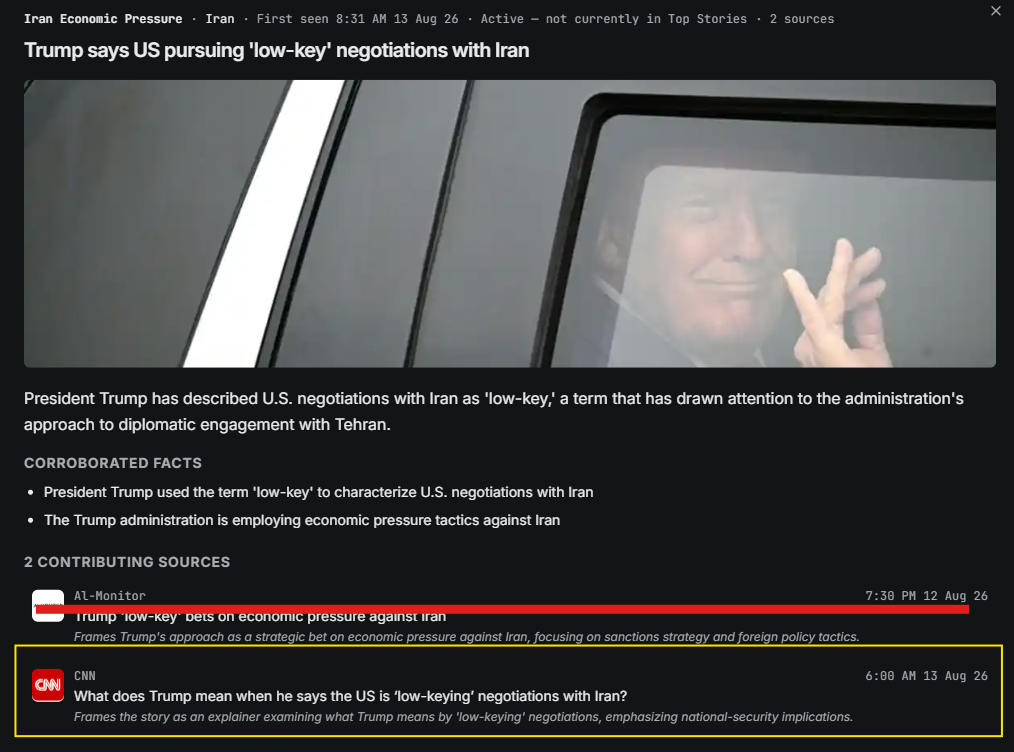 Iran Economic Pressure · Iran · First seen 8:31 AM 13 Aug 26 · Active — not currently in Top Stories · 2 sources
Trump says US pursuing 'low-key' negotiations with Iran
President Trump has described U.S. negotiations with Iran as 'low-key,' a term that has drawn attention to the administration's
approach to diplomatic engagement with Tehran.
CORROBORATED FACTS
• President Trump used the term 'low-key' to characterize U.S. negotiations with Iran
• The Trump administration is employing economic pressure tactics against Iran
2 CONTRIBUTING SOURCES
Al-Monitor 7:30 PM 12 Aug 26
Trump 'low-key' bets on economic pressure against Iran
Frames Trump's approach as a strategic bet on economic pressure against Iran, focusing on sanctions strategy and foreign policy tactics.
CNN
CNN 6:00 AM 13 Aug 26
What does Trump mean when he says the US is ‘low-keying’ negotiations with Iran?
Frames the story as an explainer examining what Trump means by 'low-keying' negotiations, emphasizing national-security implications.